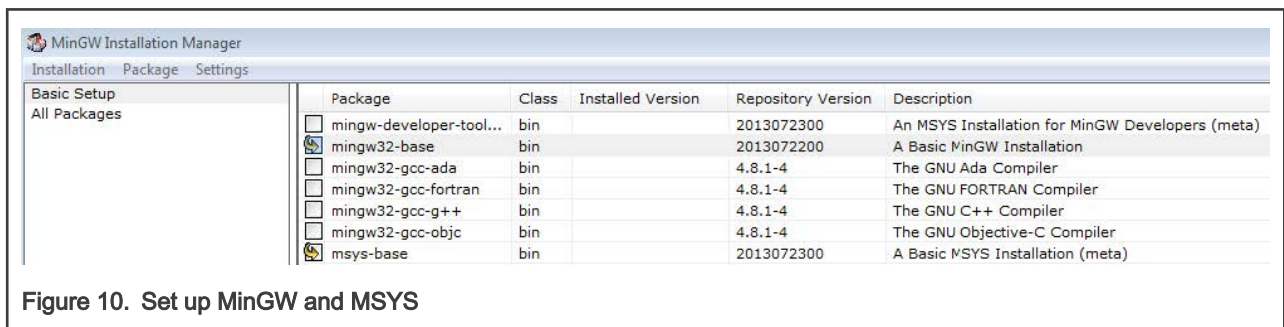 MinGW Installation Manager
Installation Package Settings
Basic Setup
All Packages
Package Class Installed Version Repository Version Description
mingw-developer-tool... bin 2013072300 An MSYS Installation for MinGW Developers (meta)
mingw32-base bin 2013072200 A Basic MinGW Installation
mingw32-gcc-ada bin 4.8.1-4 The GNU Ada Compiler
mingw32-gcc-fortran bin 4.8.1-4 The GNU FORTRAN Compiler
mingw32-gcc-g++ bin 4.8.1-4 The GNU C++ Compiler
mingw32-gcc-objc bin 4.8.1-4 The GNU Objective-C Compiler
msys-base bin 2013072300 A Basic MSYS Installation (meta)
Figure 10. Set up MinGW and MSYS